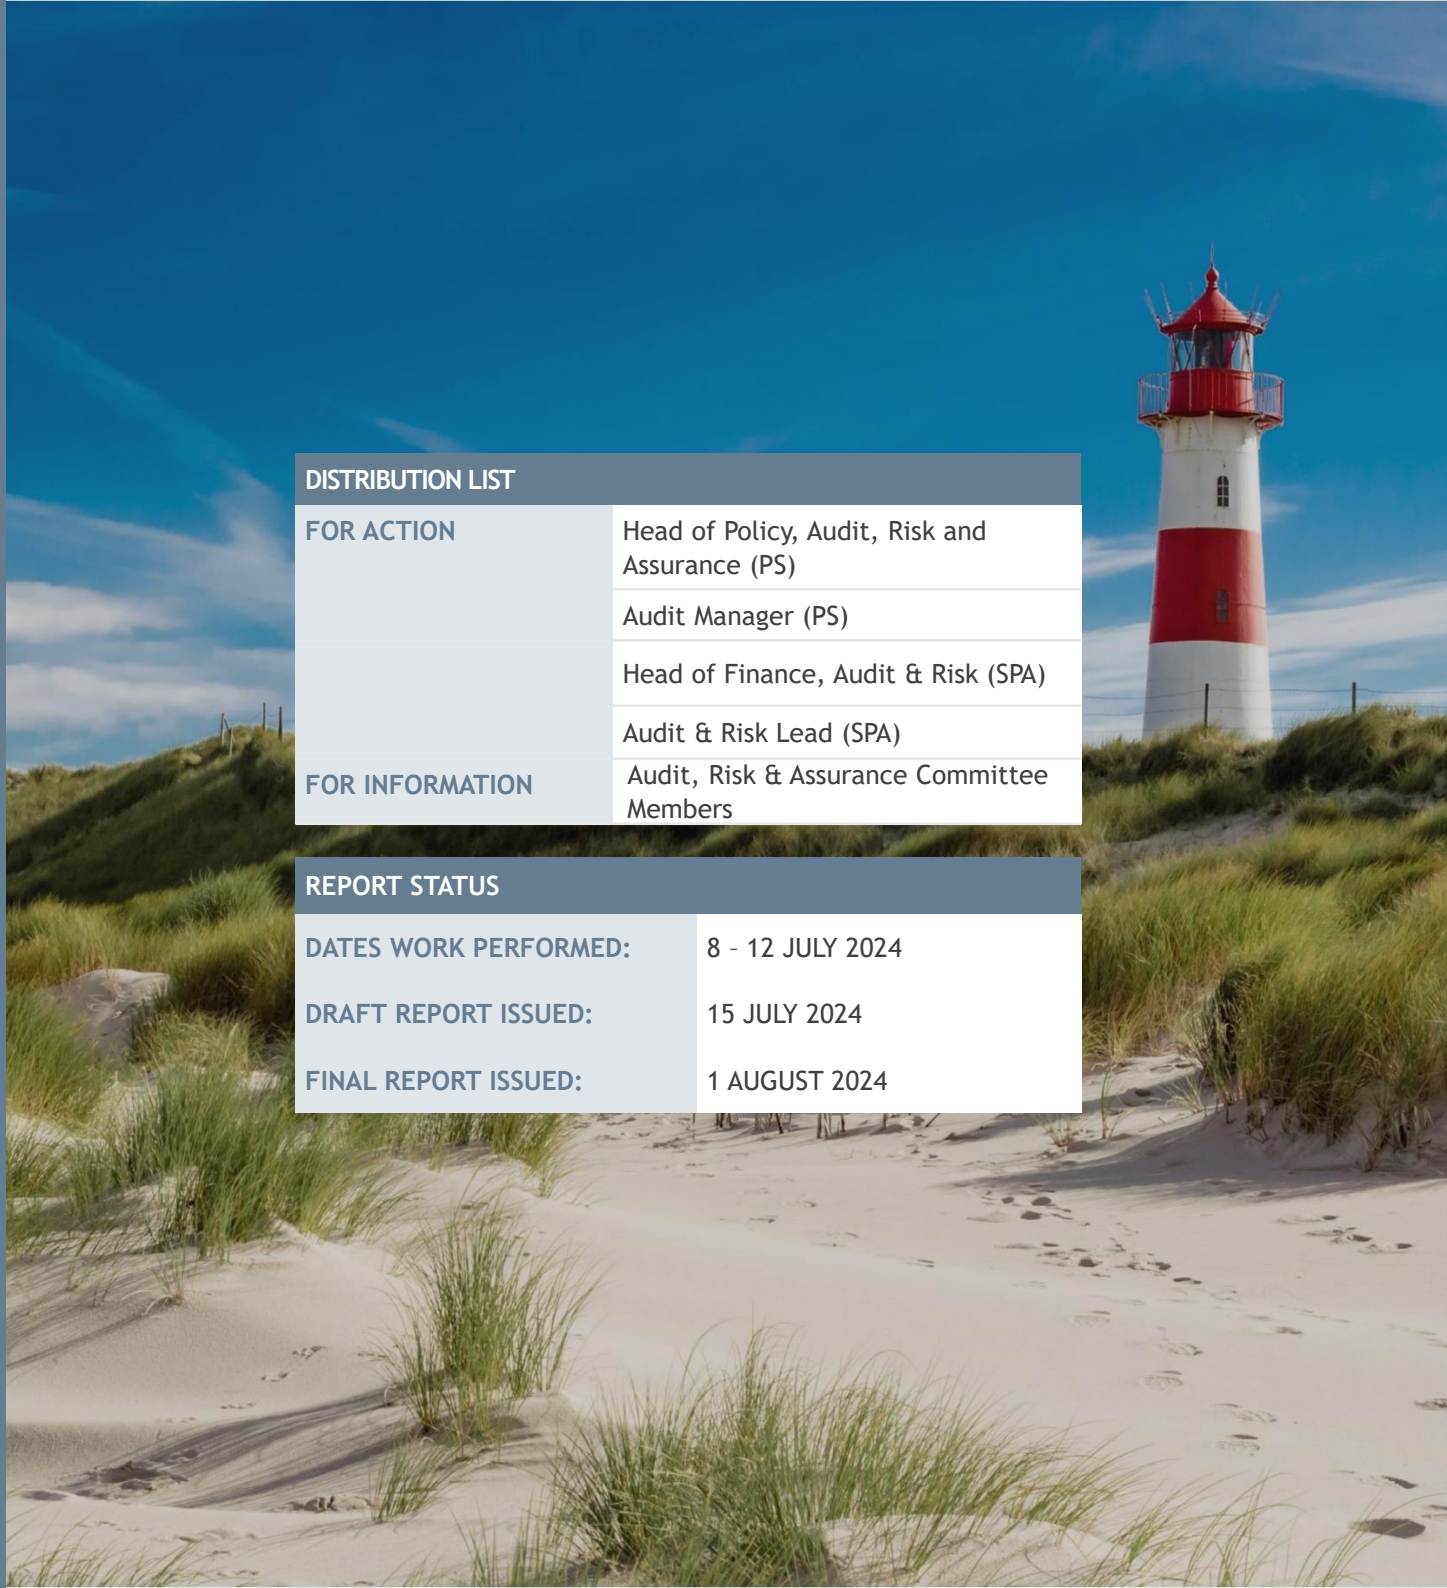 DISTRIBUTION LIST
FOR ACTION
Head of Policy, Audit, Risk and
Assurance (PS)
Audit Manager (PS)
Head of Finance, Audit & Risk (SPA)
Audit & Risk Lead (SPA)
FOR INFORMATION
Audit, Risk & Assurance Committee
Members
REPORT STATUS
DATES WORK PERFORMED: 8 – 12 JULY 2024
DRAFT REPORT ISSUED: 15 JULY 2024
FINAL REPORT ISSUED: 1 AUGUST 2024